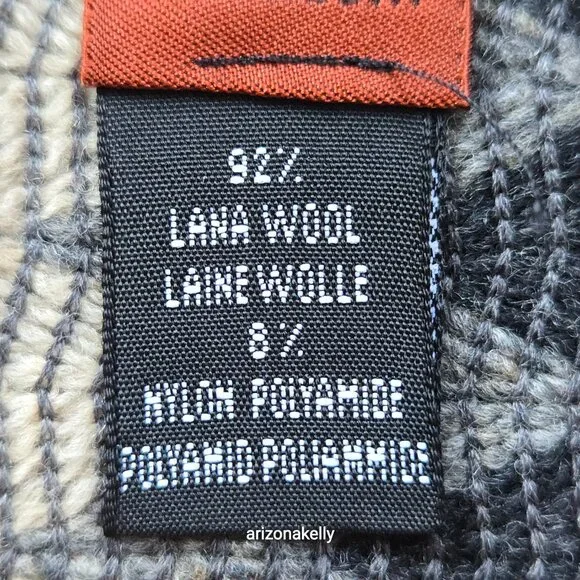 92%
LANA WOOL
LAINE WOLLE
8%
NYLON POLYAMIDE
POLYAMID POLIAMMIDE
arizonakelly